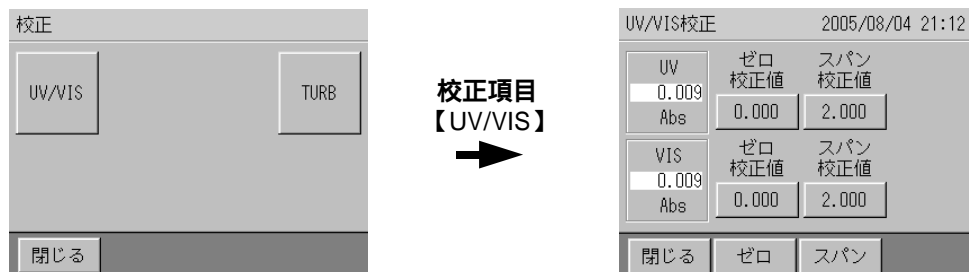 校正
UV/VIS
TURB
閉じる
校正項目
【UV/VIS】
UV/VIS校正 2005/08/04 21:12
UV
0.009
Abs
ゼロ
校正値
0.000
スパン
校正値
2.000
VIS
0.009
Abs
ゼロ
校正値
0.000
スパン
校正値
2.000
閉じる ゼロ スパン